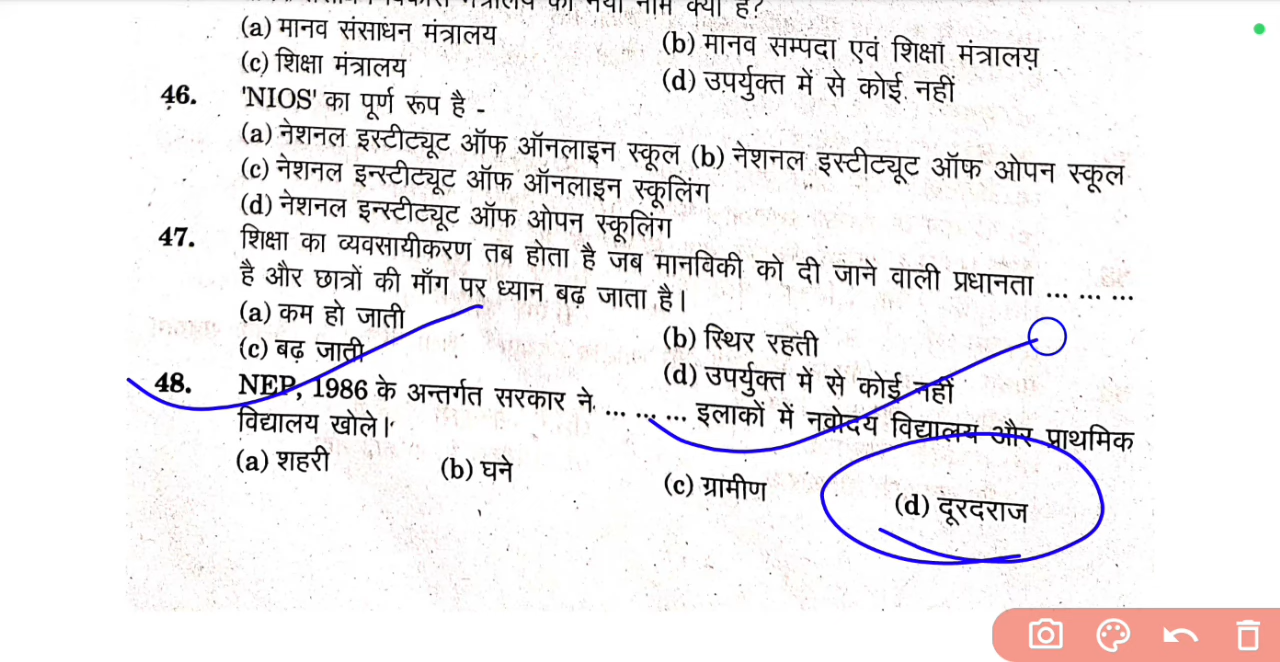 का नया नाम क्या है?
(a) मानव संसाधन मंत्रालय (b) मानव सम्पदा एवं शिक्षा मंत्रालय
(c) शिक्षा मंत्रालय (d) उपर्युक्त में से कोई नहीं
46. 'NIOS' का पूर्ण रूप है -
(a) नेशनल इस्टीट्यूट ऑफ ऑनलाइन स्कूल (b) नेशनल इस्टीट्यूट ऑफ ओपन स्कूल
(c) नेशनल इन्स्टीट्यूट ऑफ ऑनलाइन स्कूलिंग
(d) नेशनल इन्स्टीट्यूट ऑफ ओपन स्कूलिंग
47. शिक्षा का व्यवसायीकरण तब होता है जब मानविकी को दी जाने वाली प्रधानता ... ... ...
है और छात्रों की माँग पर ध्यान बढ़ जाता है।
(a) कम हो जाती (b) स्थिर रहती
(c) बढ़ जाती (d) उपर्युक्त में से कोई नहीं
48. NEP, 1986 के अन्तर्गत सरकार ने ... ... ... इलाकों में नवोदय विद्यालय और प्राथमिक
विद्यालय खोले।
(a) शहरी (b) घने (c) ग्रामीण (d) दूरदराज